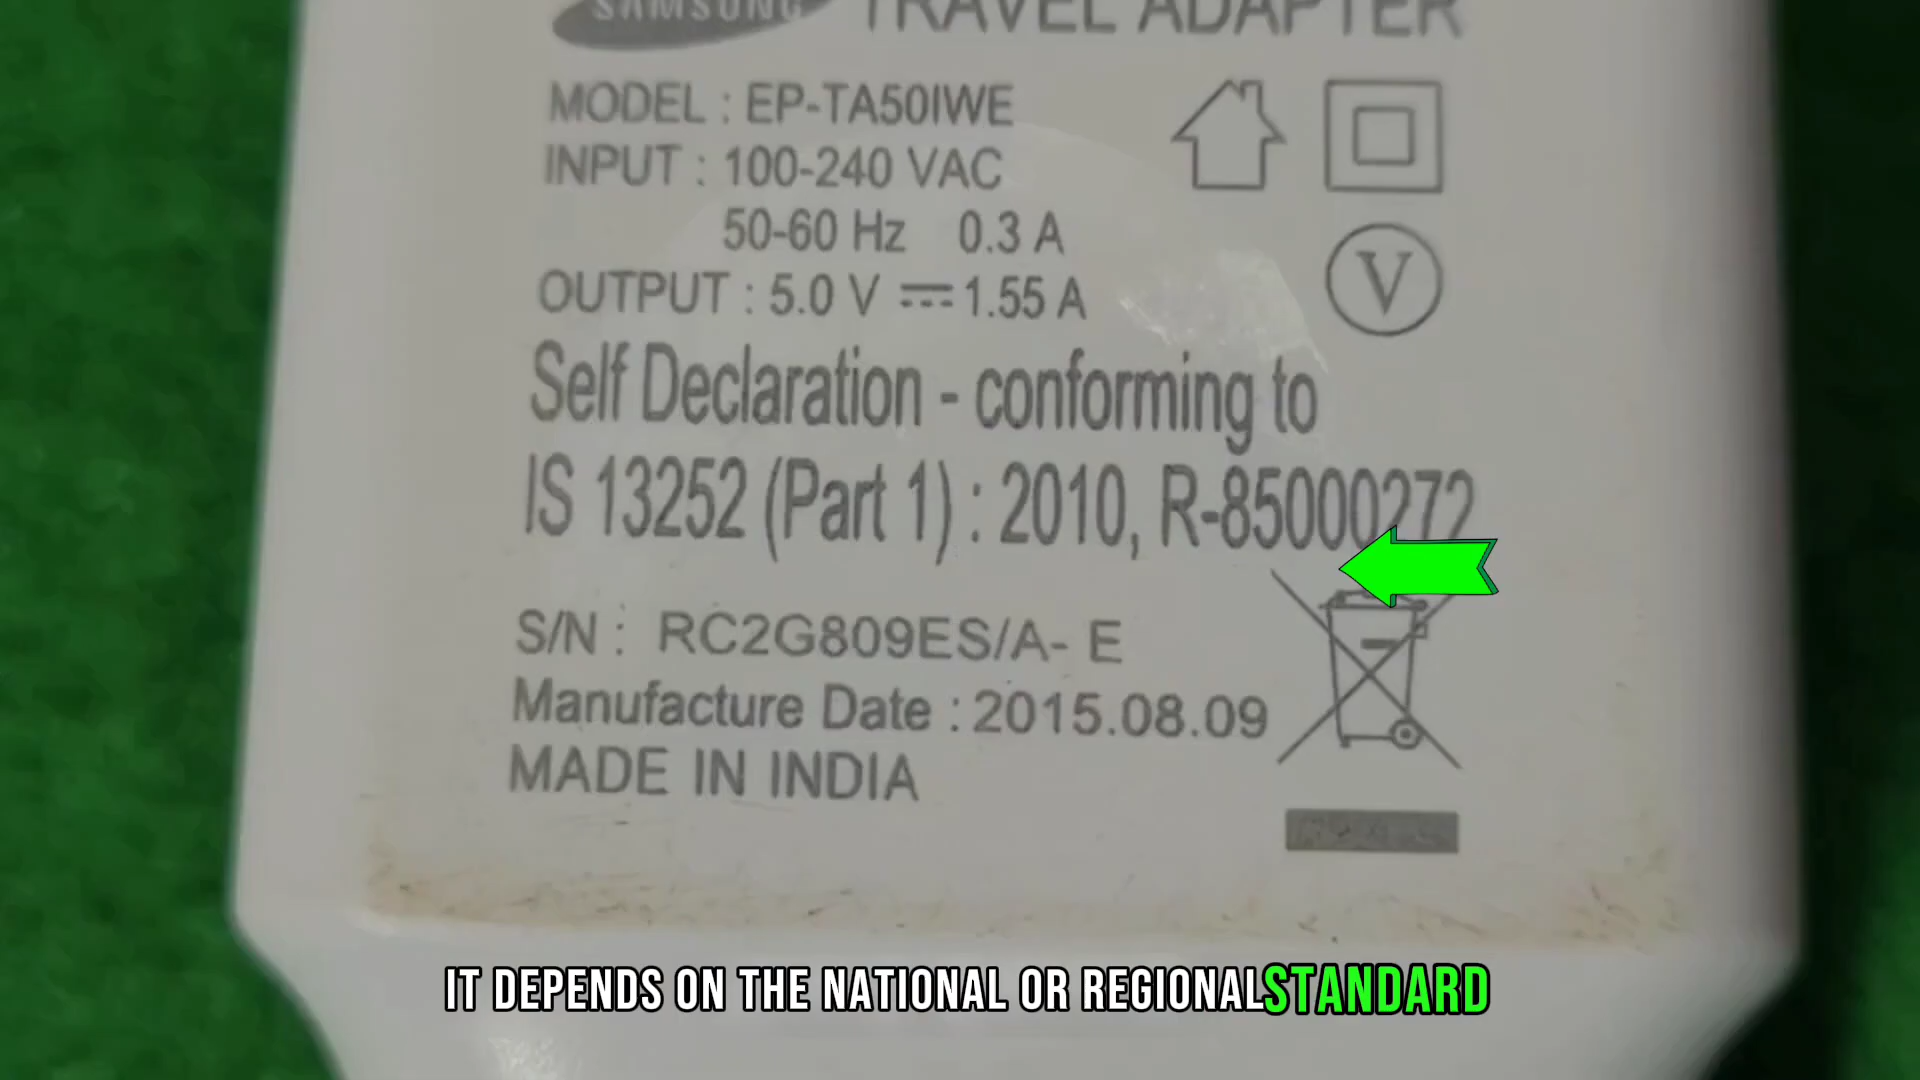 SAMSUNG TRAVEL ADAPTER
MODEL : EP-TA50IWE
INPUT : 100-240 VAC
50-60 Hz 0.3 A
OUTPUT : 5.0 V ⎓ 1.55 A
V
Self Declaration - conforming to
IS 13252 (Part 1) : 2010, R-85000272
S/N : RC2G809ES/A- E
Manufacture Date : 2015.08.09
MADE IN INDIA
IT DEPENDS ON THE NATIONAL OR REGIONAL STANDARD